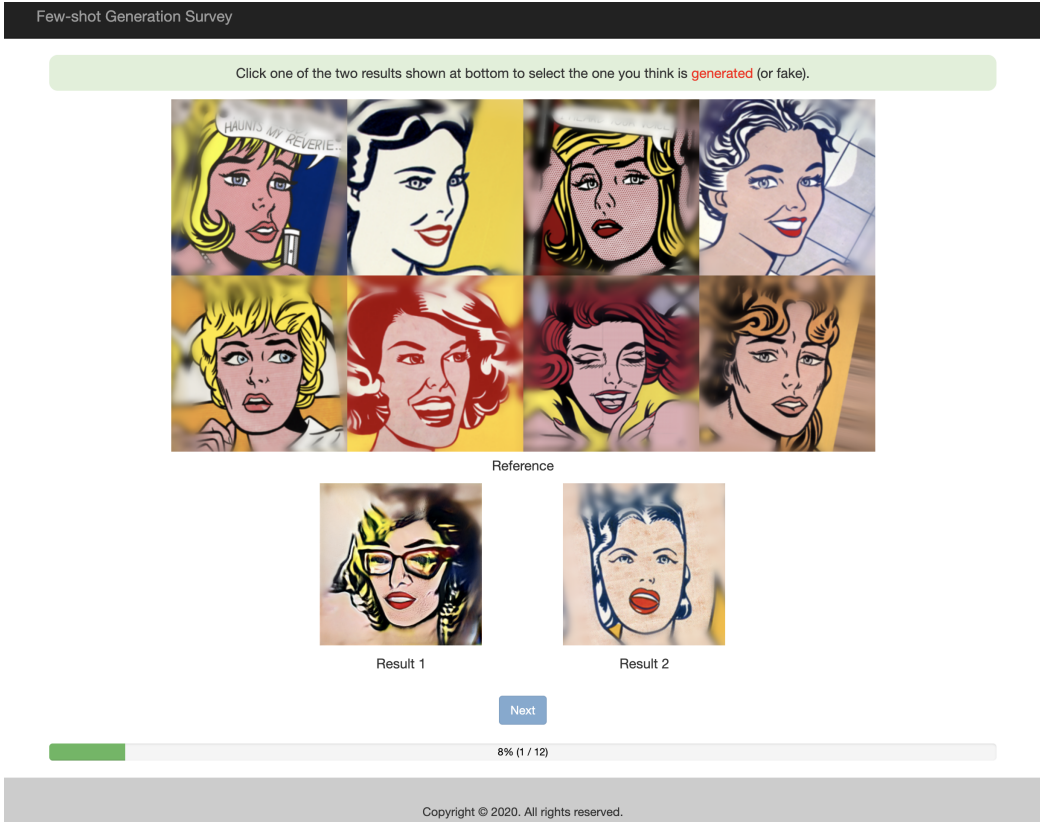 Few-shot Generation Survey
Click one of the two results shown at bottom to select the one you think is generated (or fake).
HAUNTS MY
REVERIE..
Reference
Result 1
Result 2
Next
8% (1 / 12)
Copyright © 2020. All rights reserved.